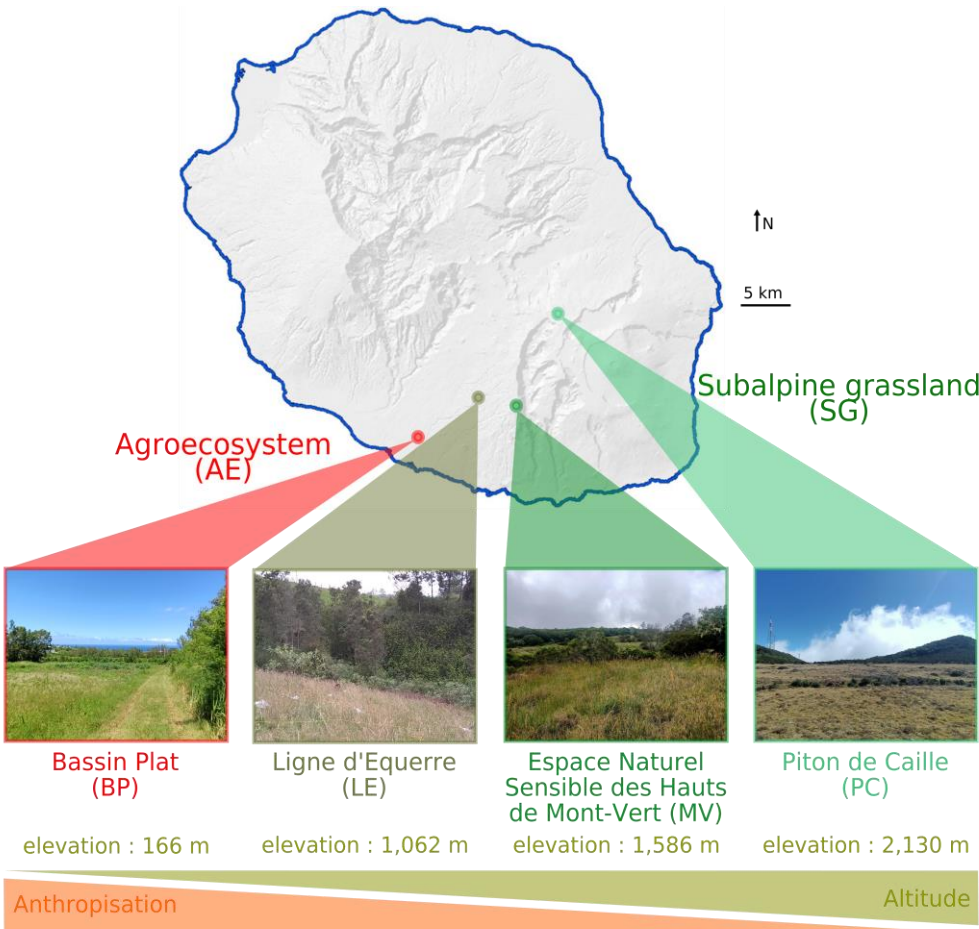 N
5 km
Subalpine grassland
(SG)
Agroecosystem
(AE)
Bassin Plat
(BP)
Ligne d'Equerre
(LE)
Espace Naturel
Sensible des Hauts
de Mont-Vert (MV)
Piton de Caille
(PC)
elevation : 166 m
elevation : 1,062 m
elevation : 1,586 m
elevation : 2,130 m
Anthropisation
Altitude